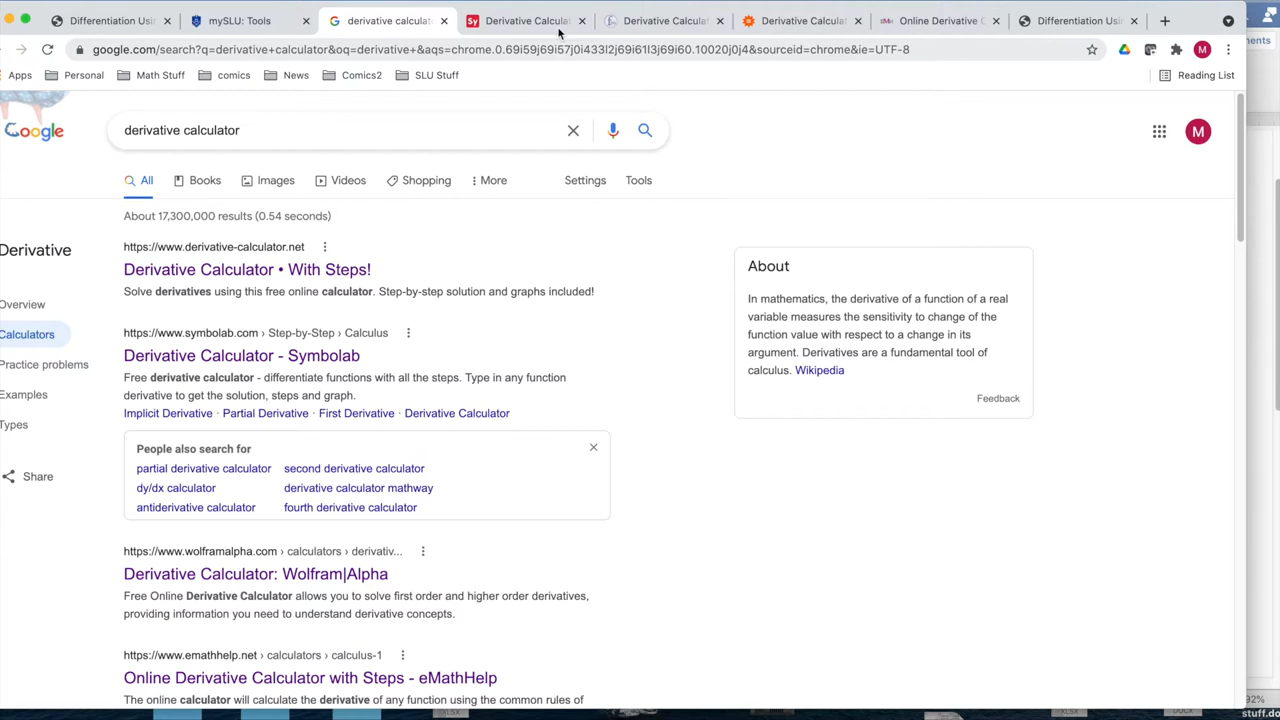 Differentiation Usi
mySLU: Tools
derivative calculat
Derivative Calcula
Derivative Calculat
Derivative Calculat
Online Derivative C
Differentiation Usi
google.com/search?q=derivative+calculator&oq=derivative+&aqs=chrome.0.69i59j69i57j0i433l2j69i61l3j69i60.10020j0j4&sourceid=chrome&ie=UTF-8
M
Apps
Personal
Math Stuff
comics
News
Comics2
SLU Stuff
Reading List
Google
derivative calculator
M
All
Books
Images
Videos
Shopping
More
Settings
Tools
About 17,300,000 results (0.54 seconds)
Derivative
Overview
Calculators
Practice problems
Examples
Types
Share
https://www.derivative-calculator.net
Derivative Calculator • With Steps!
Solve derivatives using this free online calculator. Step-by-step solution and graphs included!
https://www.symbolab.com › Step-by-Step › Calculus
Derivative Calculator - Symbolab
Free derivative calculator - differentiate functions with all the steps. Type in any function
derivative to get the solution, steps and graph.
Implicit Derivative · Partial Derivative · First Derivative · Derivative Calculator
People also search for
partial derivative calculator
second derivative calculator
dy/dx calculator
derivative calculator mathway
antiderivative calculator
fourth derivative calculator
https://www.wolframalpha.com › calculators › derivativ...
Derivative Calculator: Wolfram|Alpha
Free Online Derivative Calculator allows you to solve first order and higher order derivatives,
providing information you need to understand derivative concepts.
https://www.emathhelp.net › calculators › calculus-1
Online Derivative Calculator with Steps - eMathHelp
The online calculator will calculate the derivative of any function using the common rules of
About
In mathematics, the derivative of a function of a real
variable measures the sensitivity to change of the
function value with respect to a change in its
argument. Derivatives are a fundamental tool of
calculus. Wikipedia
Feedback
92%
stuff.do